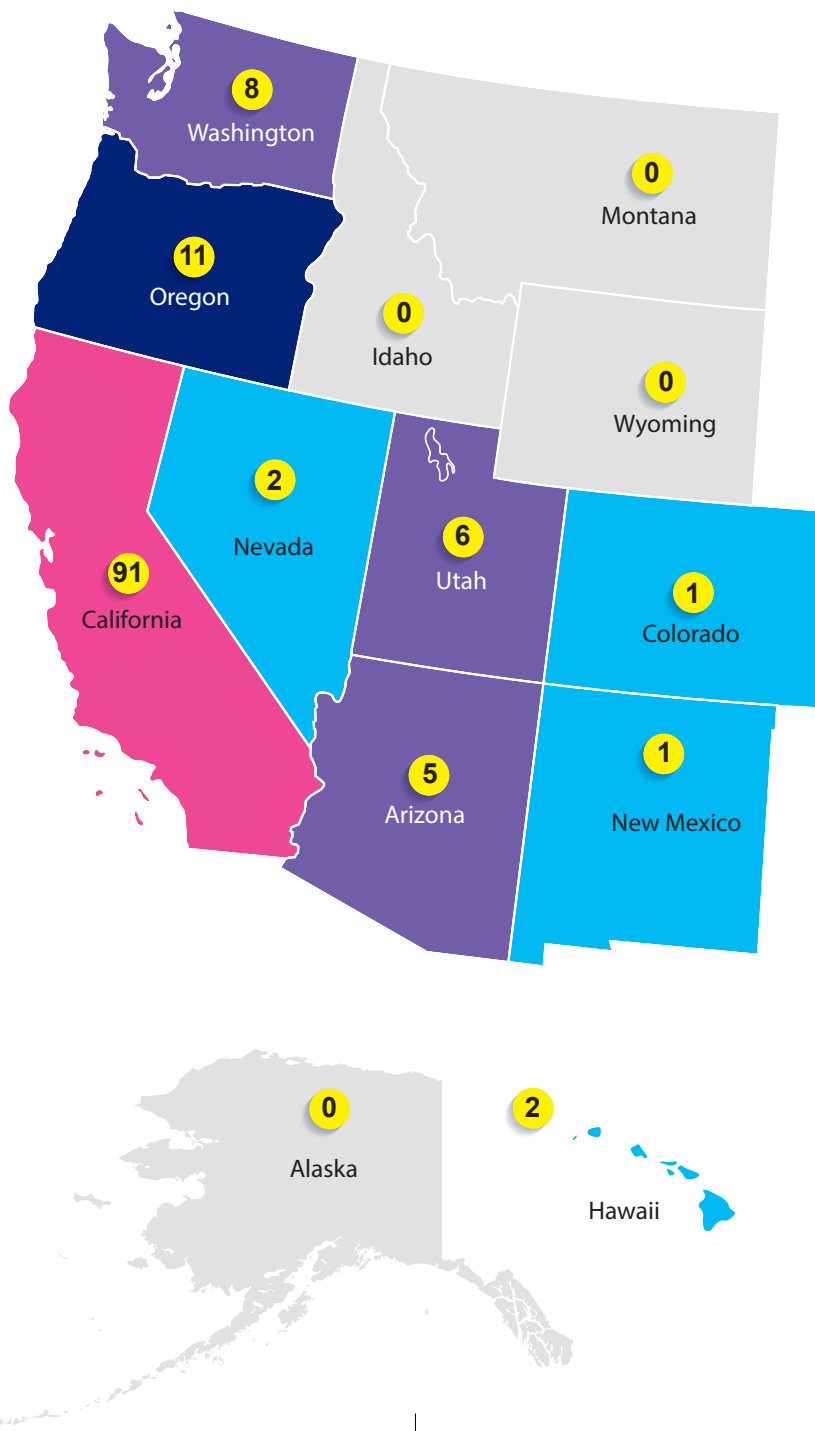 8
Washington
0
Montana
11
Oregon
0
Idaho
0
Wyoming
2
Nevada
6
Utah
91
California
1
Colorado
5
Arizona
1
New Mexico
0
Alaska
2
Hawaii